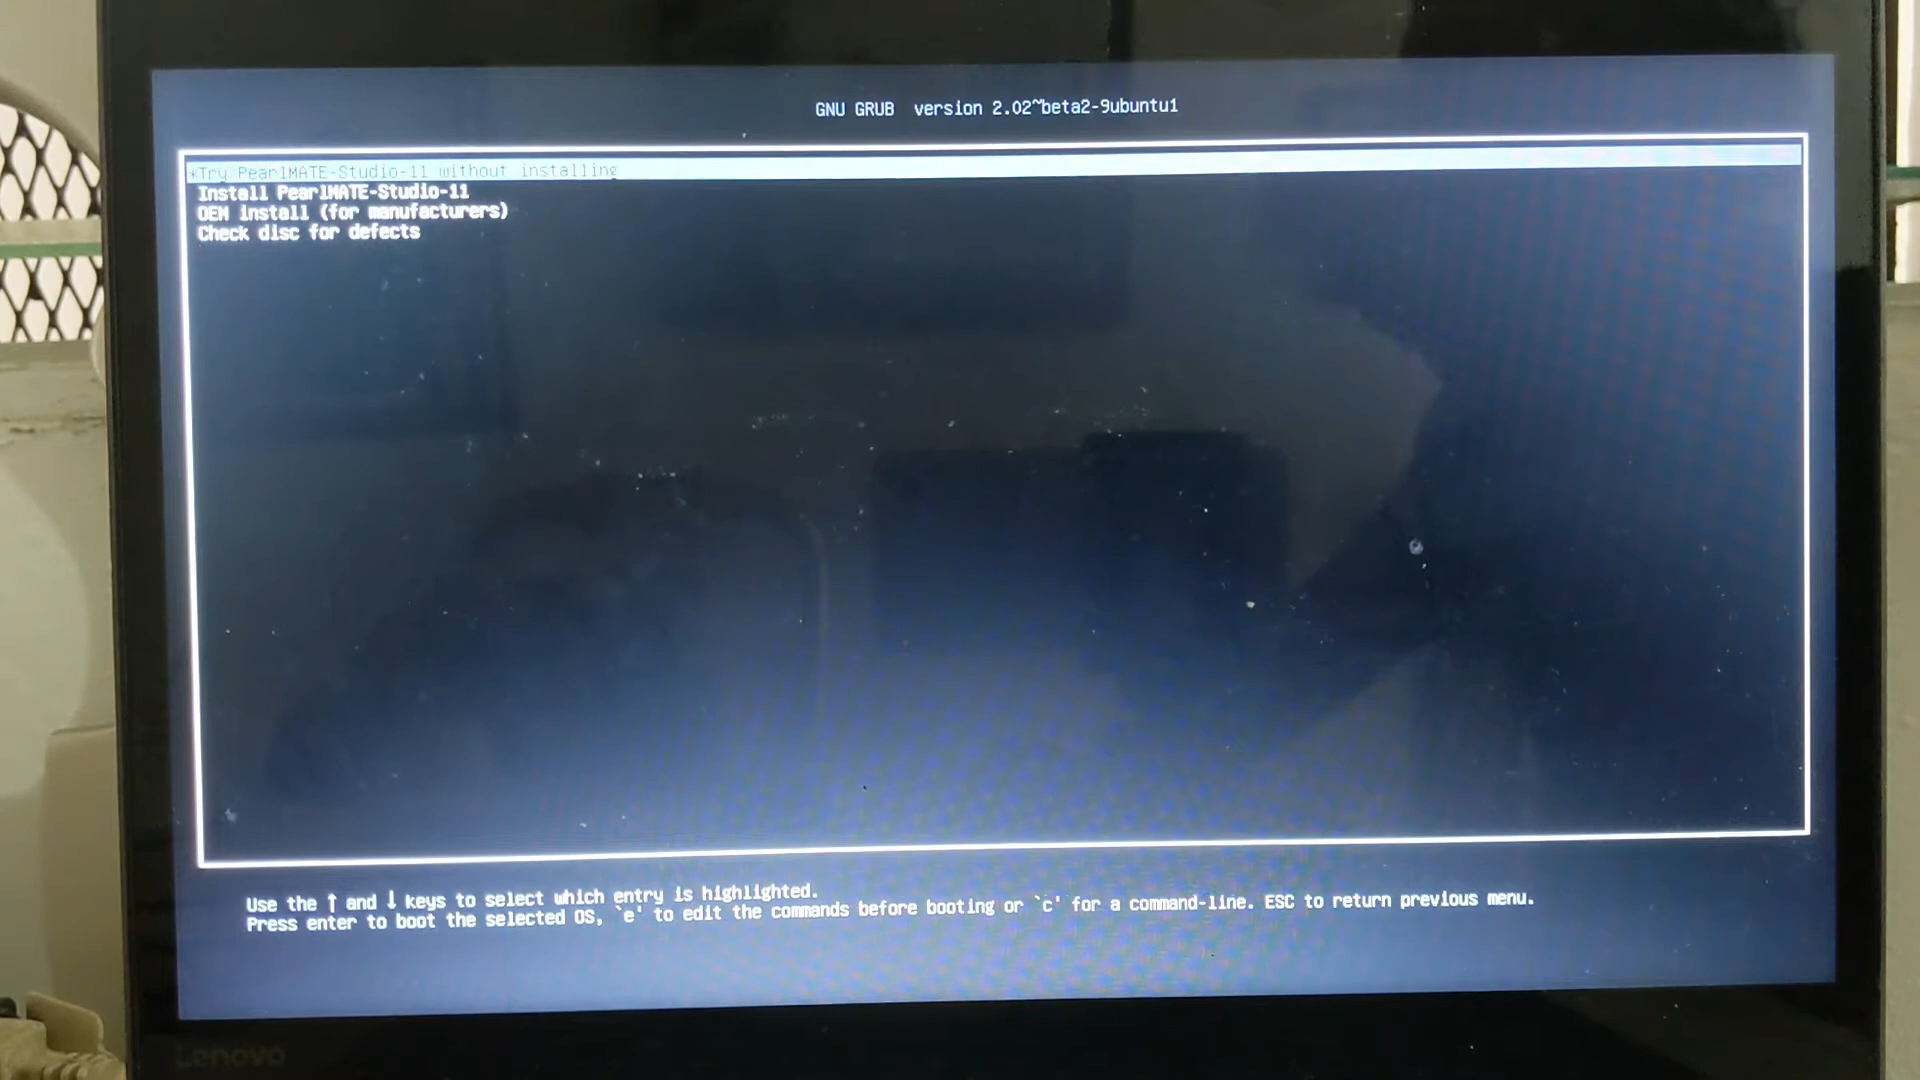 GNU GRUB version 2.02~beta2-9ubuntu1
*Try PearlMATE-Studio-11 without installing
Install PearlMATE-Studio-11
OEM install (for manufacturers)
Check disc for defects
Use the ↑ and ↓ keys to select which entry is highlighted.
Press enter to boot the selected OS, `e' to edit the commands before booting or `c' for a command-line. ESC to return previous menu.
Lenovo